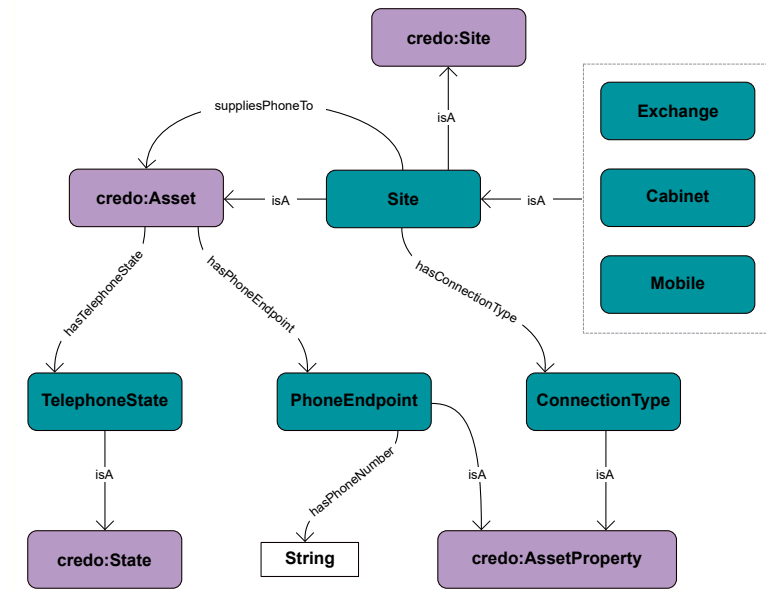 credo:Site
suppliesPhoneTo
isA
Exchange
credo:Asset
isA
Site
isA
Cabinet
Mobile
hasTelephoneState
hasPhoneEndpoint
hasConnectionType
TelephoneState
PhoneEndpoint
ConnectionType
isA
hasPhoneNumber
isA
isA
credo:State
String
credo:AssetProperty